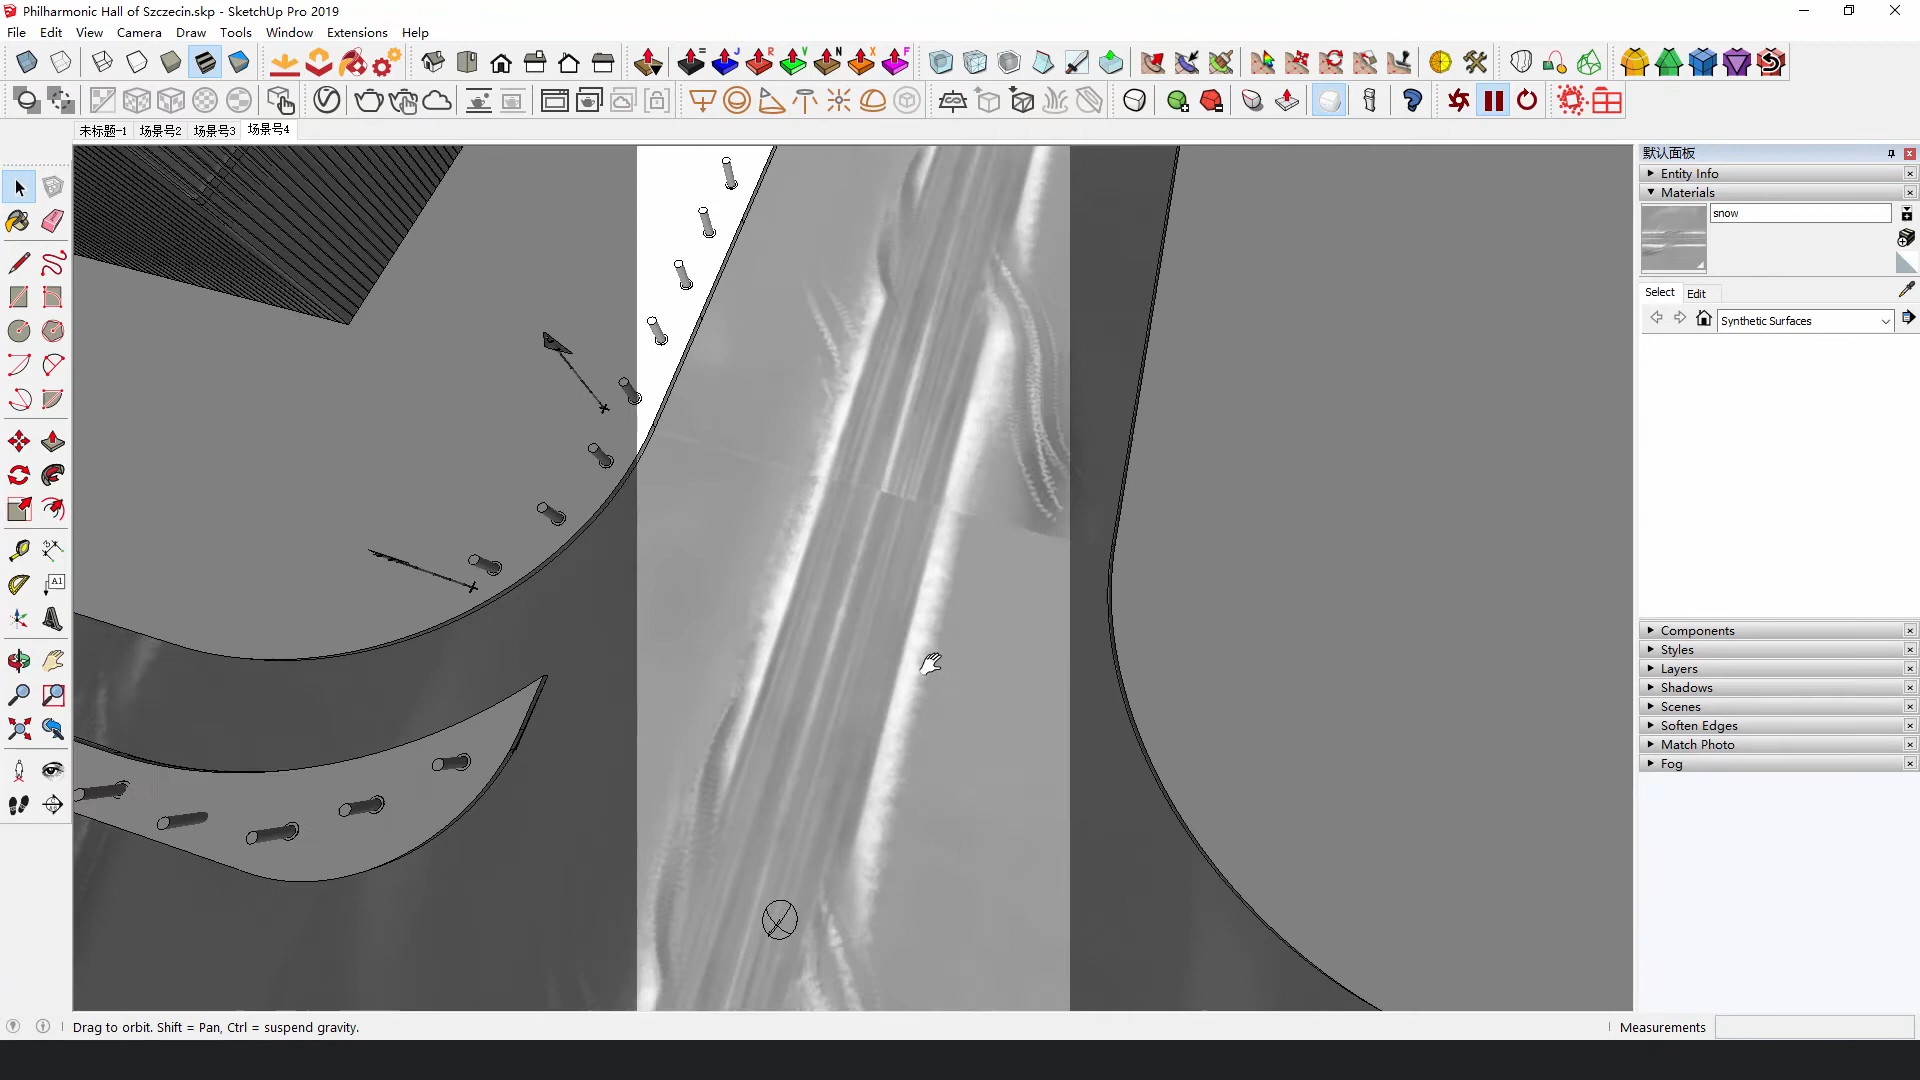 Philharmonic Hall of Szczecin.skp - SketchUp Pro 2019
File Edit View Camera Draw Tools Window Extensions Help
= J R V N X F
未标题-1 场景号2 场景号3 场景号4
默认面板
Entity Info
Materials
snow
Select Edit
Synthetic Surfaces
A1
Components
Styles
Layers
Shadows
Scenes
Soften Edges
Match Photo
Fog
Drag to orbit. Shift = Pan, Ctrl = suspend gravity.
Measurements